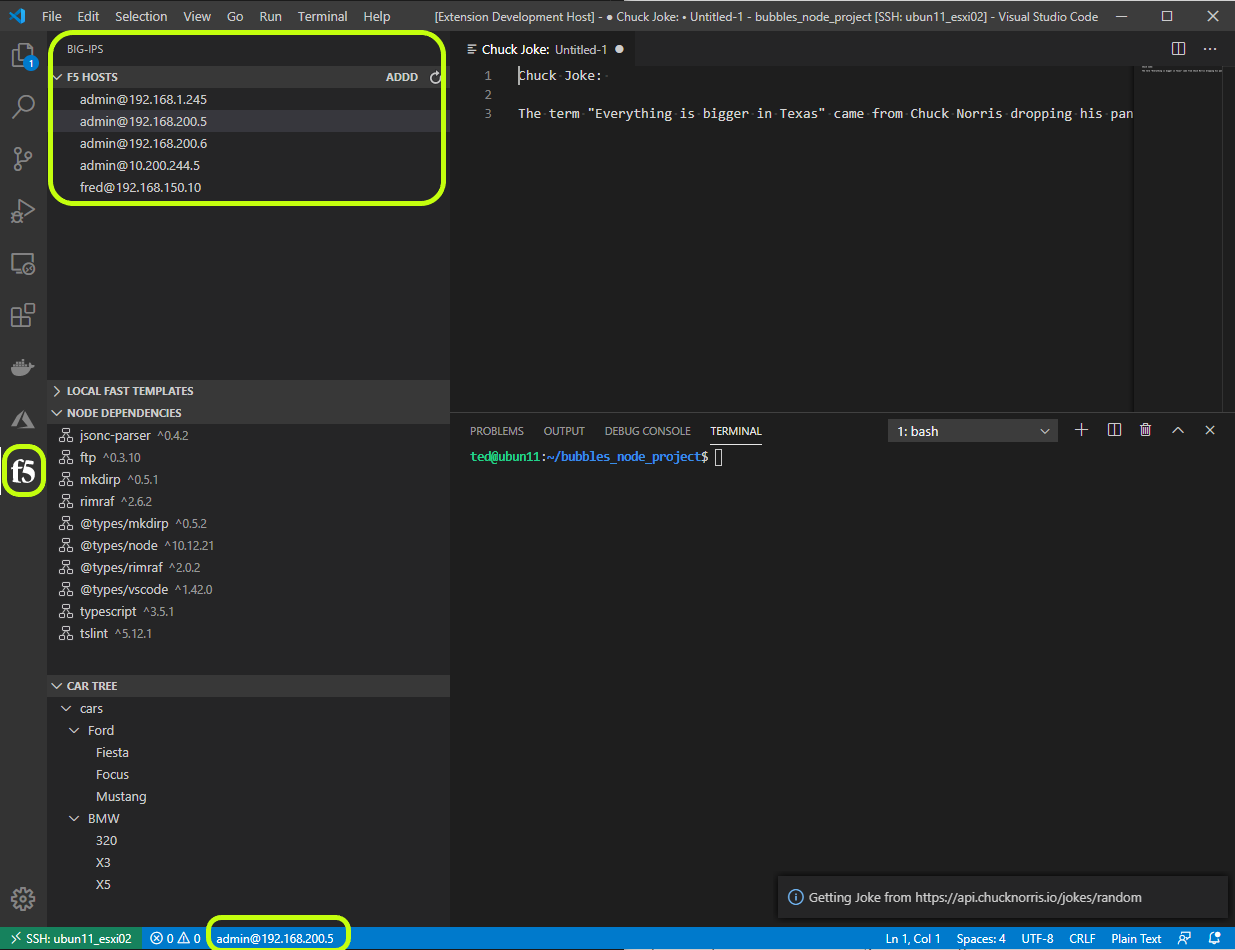 File Edit Selection View Go Run Terminal Help [Extension Development Host] - ● Chuck Joke: • Untitled-1 - bubbles_node_project [SSH: ubun11_esxi02] - Visual Studio Code
1
BIG-IPS
F5 HOSTS ADDD
admin@192.168.1.245
admin@192.168.200.5
admin@192.168.200.6
admin@10.200.244.5
fred@192.168.150.10
LOCAL FAST TEMPLATES
NODE DEPENDENCIES
jsonc-parser ^0.4.2
ftp ^0.3.10
mkdirp ^0.5.1
rimraf ^2.6.2
@types/mkdirp ^0.5.2
@types/node ^10.12.21
@types/rimraf ^2.0.2
@types/vscode ^1.42.0
typescript ^3.5.1
tslint ^5.12.1
f5
CAR TREE
cars
Ford
Fiesta
Focus
Mustang
BMW
320
X3
X5
Chuck Joke: Untitled-1 ●
1 Chuck Joke:
2
3 The term "Everything is bigger in Texas" came from Chuck Norris dropping his pan
PROBLEMS OUTPUT DEBUG CONSOLE TERMINAL 1: bash
ted@ubun11:~/bubbles_node_project$
Getting Joke from https://api.chucknorris.io/jokes/random
SSH: ubun11_esxi02 0 0 admin@192.168.200.5 Ln 1, Col 1 Spaces: 4 UTF-8 CRLF Plain Text